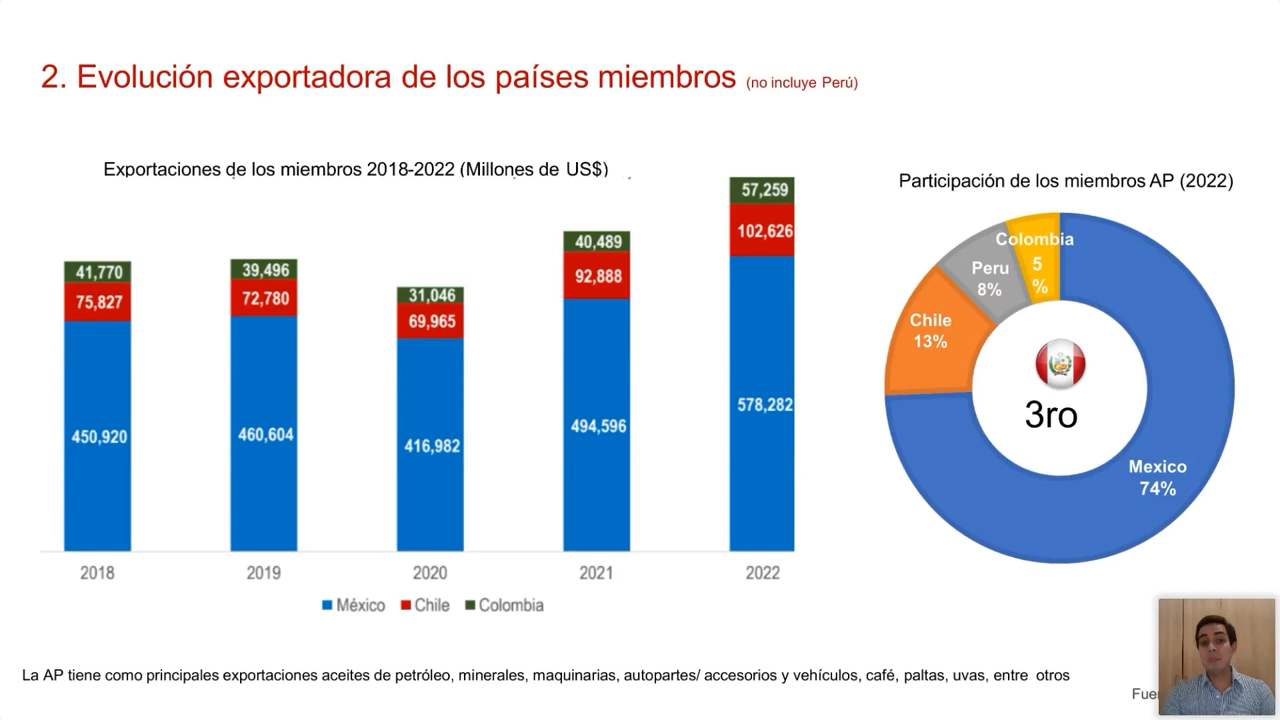 2. Evolución exportadora de los países miembros (no incluye Perú)
Exportaciones de los miembros 2018-2022 (Millones de US$)
41,770
75,827
450,920
39,496
72,780
460,604
31,046
69,965
416,982
40,489
92,888
494,596
57,259
102,626
578,282
2018
2019
2020
2021
2022
México
Chile
Colombia
Participación de los miembros AP (2022)
Colombia
5
%
Peru
8%
Chile
13%
3ro
Mexico
74%
La AP tiene como principales exportaciones aceites de petróleo, minerales, maquinarias, autopartes/ accesorios y vehículos, café, paltas, uvas, entre otros